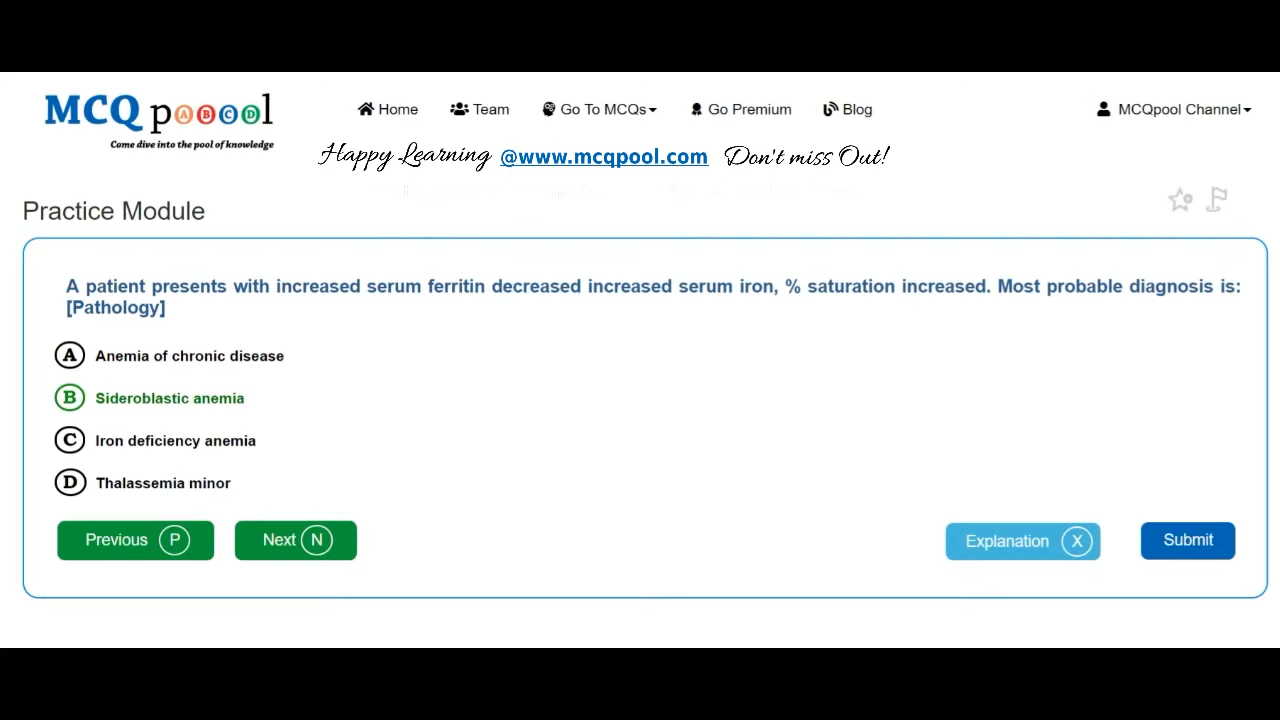 MCQ pooool
Come dive into the pool of knowledge
Home Team Go To MCQs Go Premium Blog MCQpool Channel
Happy Learning @www.mcqpool.com Don't miss Out!
Practice Module
A patient presents with increased serum ferritin decreased increased serum iron, % saturation increased. Most probable diagnosis is:
[Pathology]
A Anemia of chronic disease
B Sideroblastic anemia
C Iron deficiency anemia
D Thalassemia minor
Previous P Next N Explanation X Submit